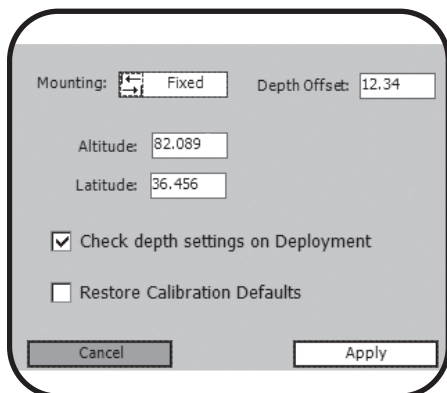 Mounting: Fixed Depth Offset: 12.34
Altitude: 82.089
Latitude: 36.456
Check depth settings on Deployment
Restore Calibration Defaults
Cancel Apply